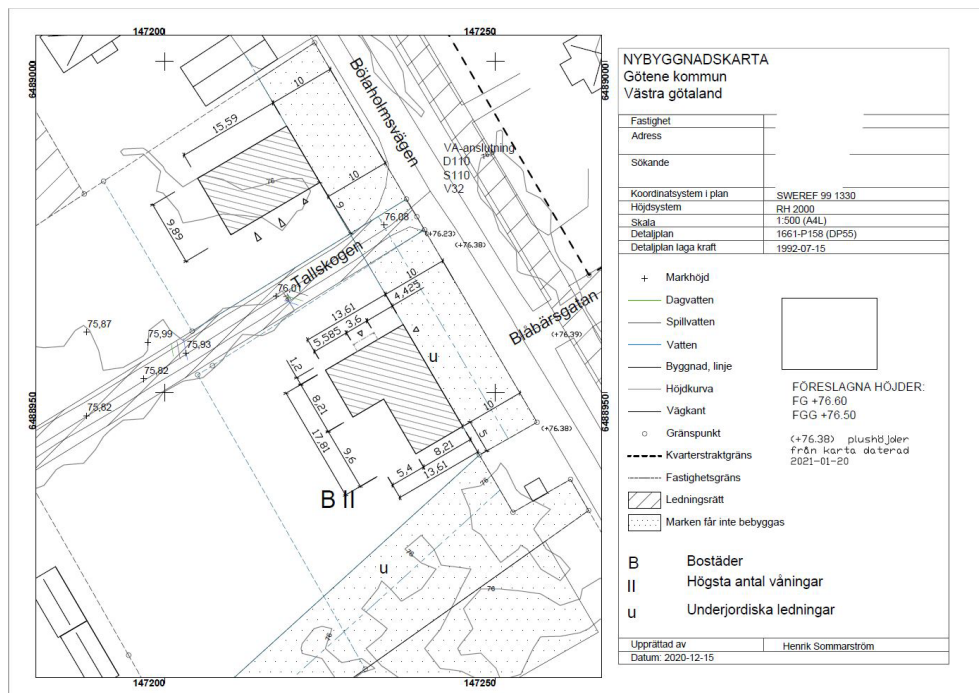 147200
147250
6489000
6489000
Bölaholmsvägen
10
15,59
VA-anslutning
D110
S110
V32
76
10
9
9,89
76,08
(+76,23)
(+76,38)
Tallskogen
76,01
10
4,425
13,61
3,6
5,585
Blåbärsgatan
(+76,39)
75,87
75,99
75,93
75,82
75,82
u
1,2
8,21
17,81
9,6
6488950
6488950
10
(+76,38)
5
8,21
5,4
13,61
76
B II
76
u
76
76
76
147200
147250
NYBYGGNADSKARTA
Götene kommun
Västra götaland
Fastighet
Adress
Sökande
Koordinatsystem i plan SWEREF 99 1330
Höjdsystem RH 2000
Skala 1:500 (A4L)
Detaljplan 1661-P158 (DP55)
Detaljplan laga kraft 1992-07-15
Markhöjd
Dagvatten
Spillvatten
Vatten
Byggnad, linje
Höjdkurva
Vägkant
Gränspunkt
Kvarterstraktgräns
Fastighetsgräns
Ledningsrätt
Marken får inte bebyggas
FÖRESLAGNA HÖJDER:
FG +76.60
FGG +76.50
(+76.38) plushöjder
från karta daterad
2021-01-20
B Bostäder
II Högsta antal våningar
u Underjordiska ledningar
Upprättad av Henrik Sommarström
Datum: 2020-12-15